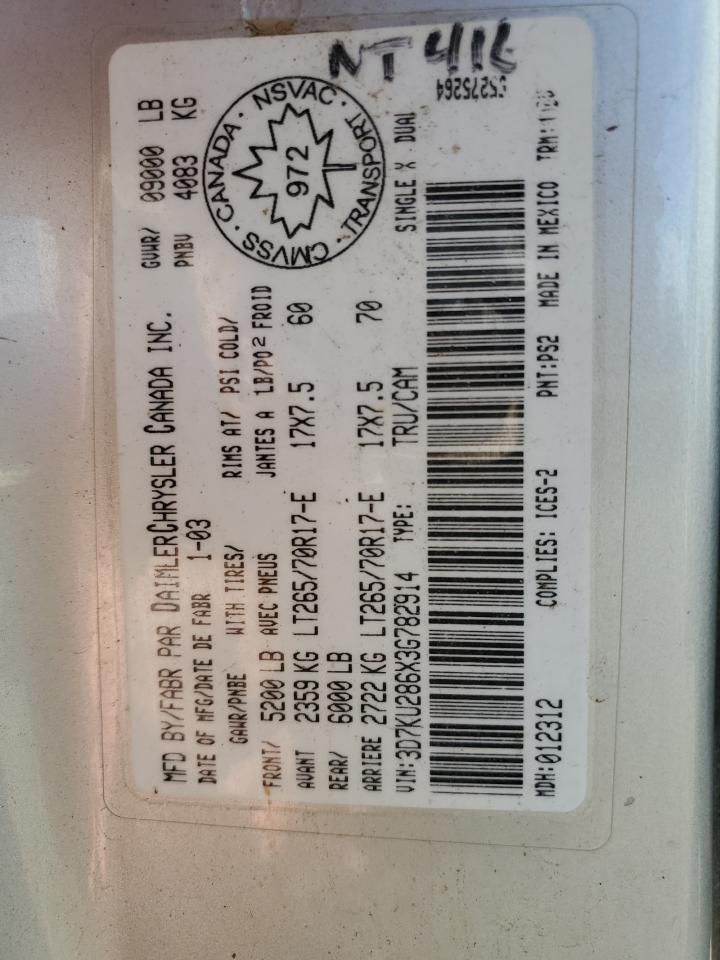 MFD BY/FABR PAR DAIMLERCHRYSLER CANADA INC. GVWR/ 09000 LB
DATE OF MFG/DATE DE FABR 1-03 PNBV 4083 KG
GAWR/PNBE WITH TIRES/ RIMS AT/ PSI COLD/
FRONT/ 5200 LB AVEC PNEUS JANTES A LB/PO2 FROID
AVANT 2359 KG LT265/70R17-E 17X7.5 60
REAR/ 6000 LB
ARRIERE 2722 KG LT265/70R17-E 17X7.5 70
VIN:3D7KU286X3G782914 TYPE: TRU/CAM SINGLE X DUAL
MDH:012312 COMPLIES: ICES-2 PNT:PS2 MADE IN MEXICO TRM:
CANADA · NSVAC · TRANSPORT · CMVSS ·
972
NT 416